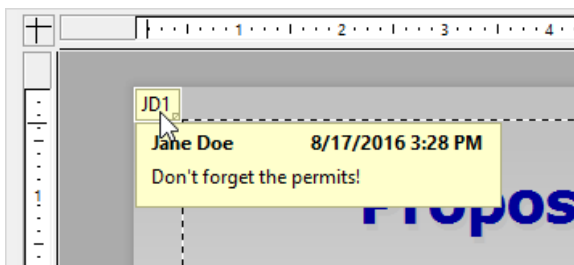 1 2 3 4
JD1
Jane Doe 8/17/2016 3:28 PM
Don't forget the permits!
Propos
1